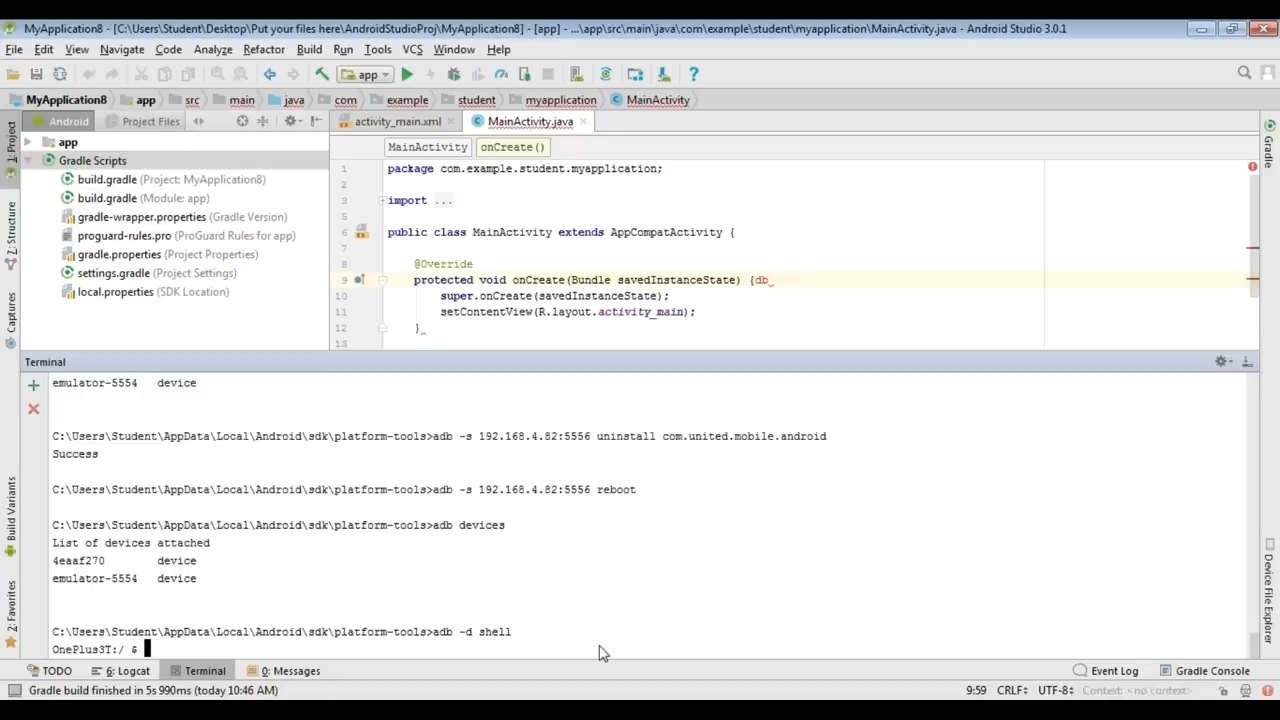 MyApplication8 - [C:\Users\Student\Desktop\Put your files here\AndroidStudioProj\MyApplication8] - [app] - ...\app\src\main\java\com\example\student\myapplication\MainActivity.java - Android Studio 3.0.1
File Edit View Navigate Code Analyze Refactor Build Run Tools VCS Window Help
app
MyApplication8 app src main java com example student myapplication MainActivity
Android Project Files activity_main.xml MainActivity.java
MainActivity onCreate()
app
Gradle Scripts
build.gradle (Project: MyApplication8)
build.gradle (Module: app)
gradle-wrapper.properties (Gradle Version)
proguard-rules.pro (ProGuard Rules for app)
gradle.properties (Project Properties)
settings.gradle (Project Settings)
local.properties (SDK Location)
1 package com.example.student.myapplication;
2
3 import ...
5
6 public class MainActivity extends AppCompatActivity {
7
8 @Override
9 protected void onCreate(Bundle savedInstanceState) {db
10 super.onCreate(savedInstanceState);
11 setContentView(R.layout.activity_main);
12 }
13
1: Project
7: Structure
Captures
Build Variants
2: Favorites
Gradle
Device File Explorer
Terminal
emulator-5554 device
C:\Users\Student\AppData\Local\Android\sdk\platform-tools>adb -s 192.168.4.82:5556 uninstall com.united.mobile.android
Success
C:\Users\Student\AppData\Local\Android\sdk\platform-tools>adb -s 192.168.4.82:5556 reboot
C:\Users\Student\AppData\Local\Android\sdk\platform-tools>adb devices
List of devices attached
4eaaf270 device
emulator-5554 device
C:\Users\Student\AppData\Local\Android\sdk\platform-tools>adb -d shell
OnePlus3T:/ $
TODO 6: Logcat Terminal 0: Messages Event Log Gradle Console
Gradle build finished in 5s 990ms (today 10:46 AM) 9:59 CRLF UTF-8 Context: <no context>